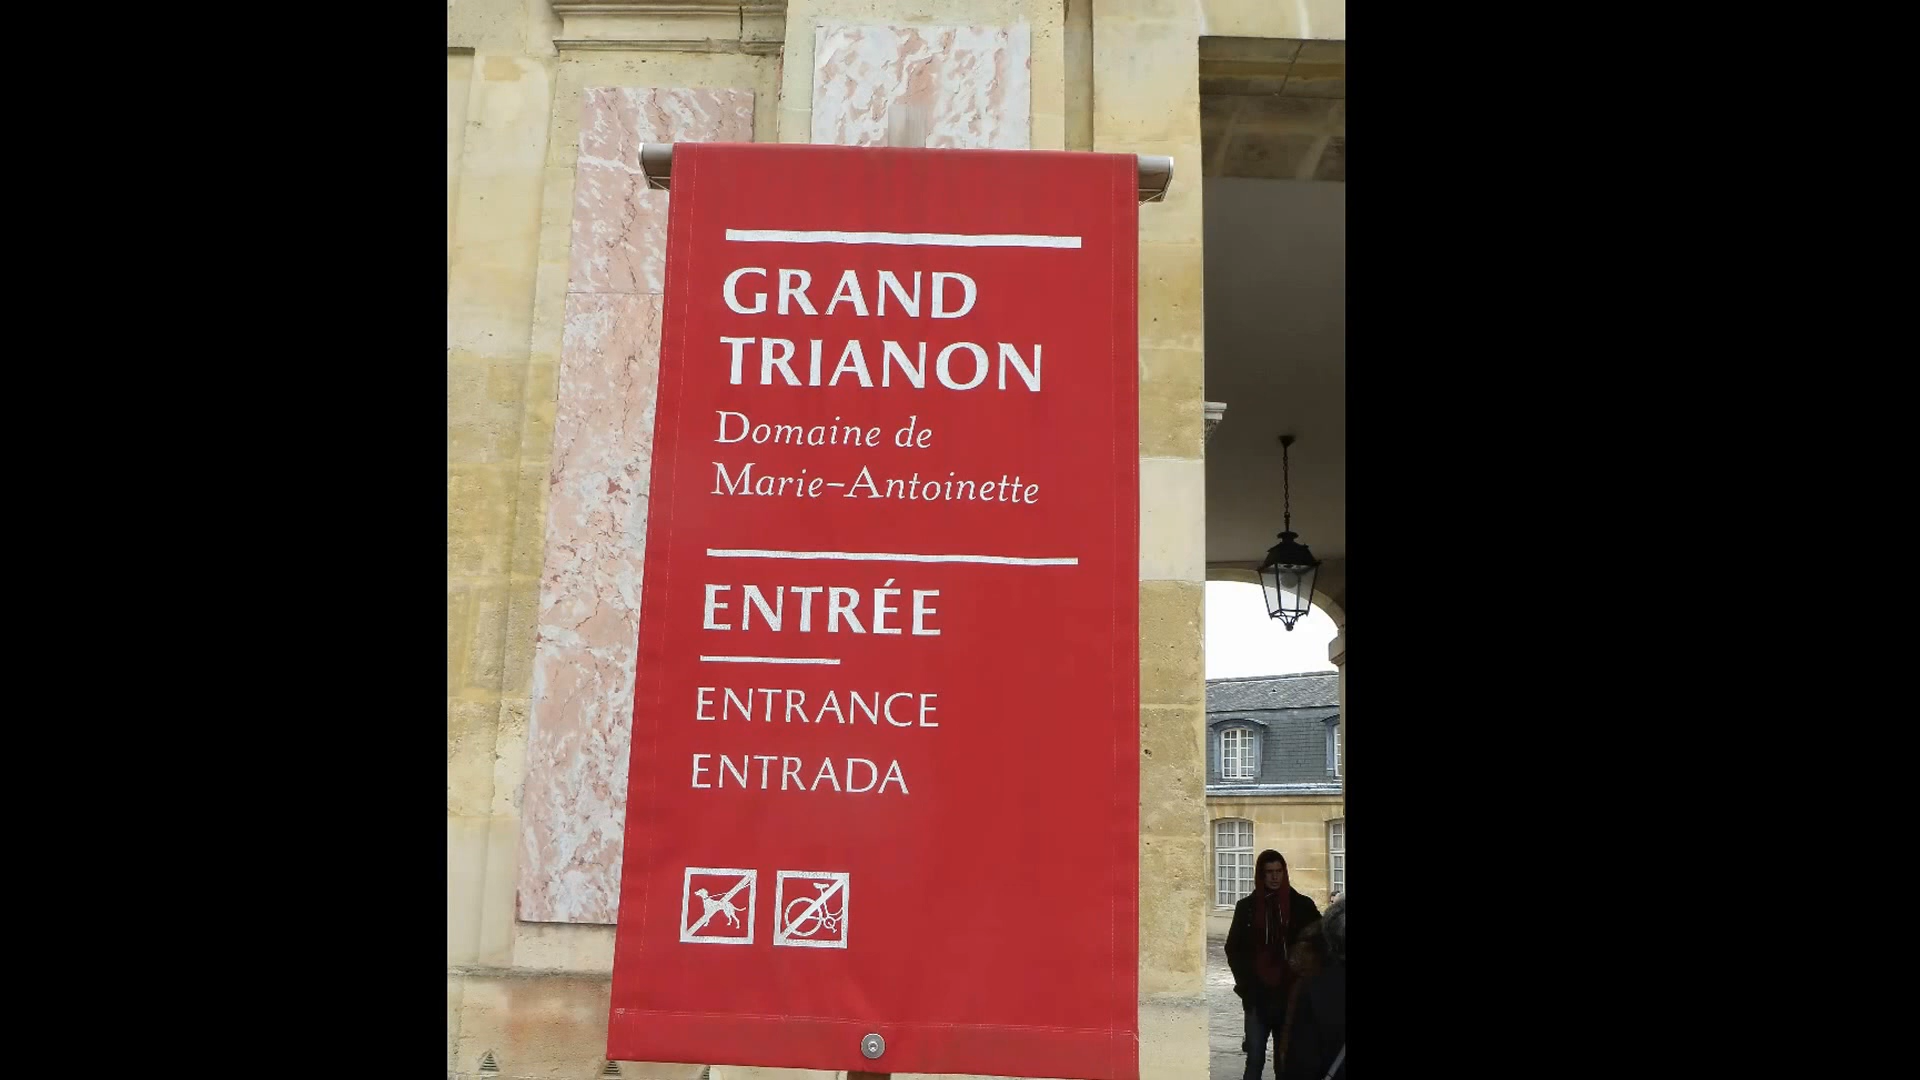 GRAND
TRIANON
Domaine de
Marie-Antoinette
ENTRÉE
ENTRANCE
ENTRADA